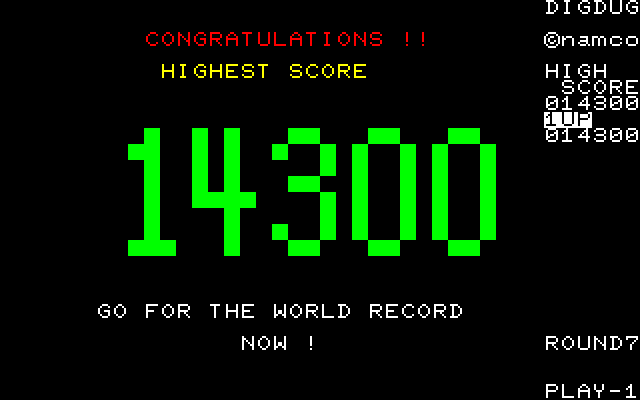 CONGRATULATIONS !!
HIGHEST SCORE
14300
GO FOR THE WORLD RECORD
NOW !
DIGDUG
©namco
HIGH
SCORE
014300
1UP
014300
ROUND7
PLAY-1